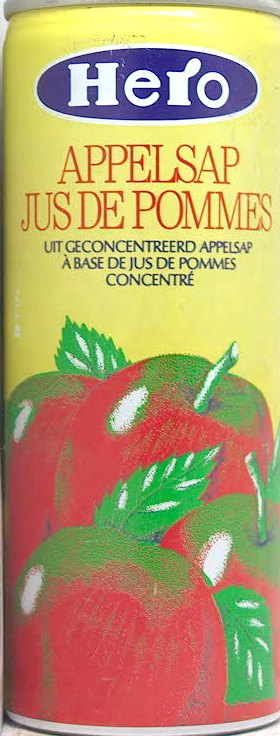 Hero
APPELSAP
JUS DE POMMES
UIT GECONCENTREERD APPELSAP
À BASE DE JUS DE POMMES
CONCENTRÉ